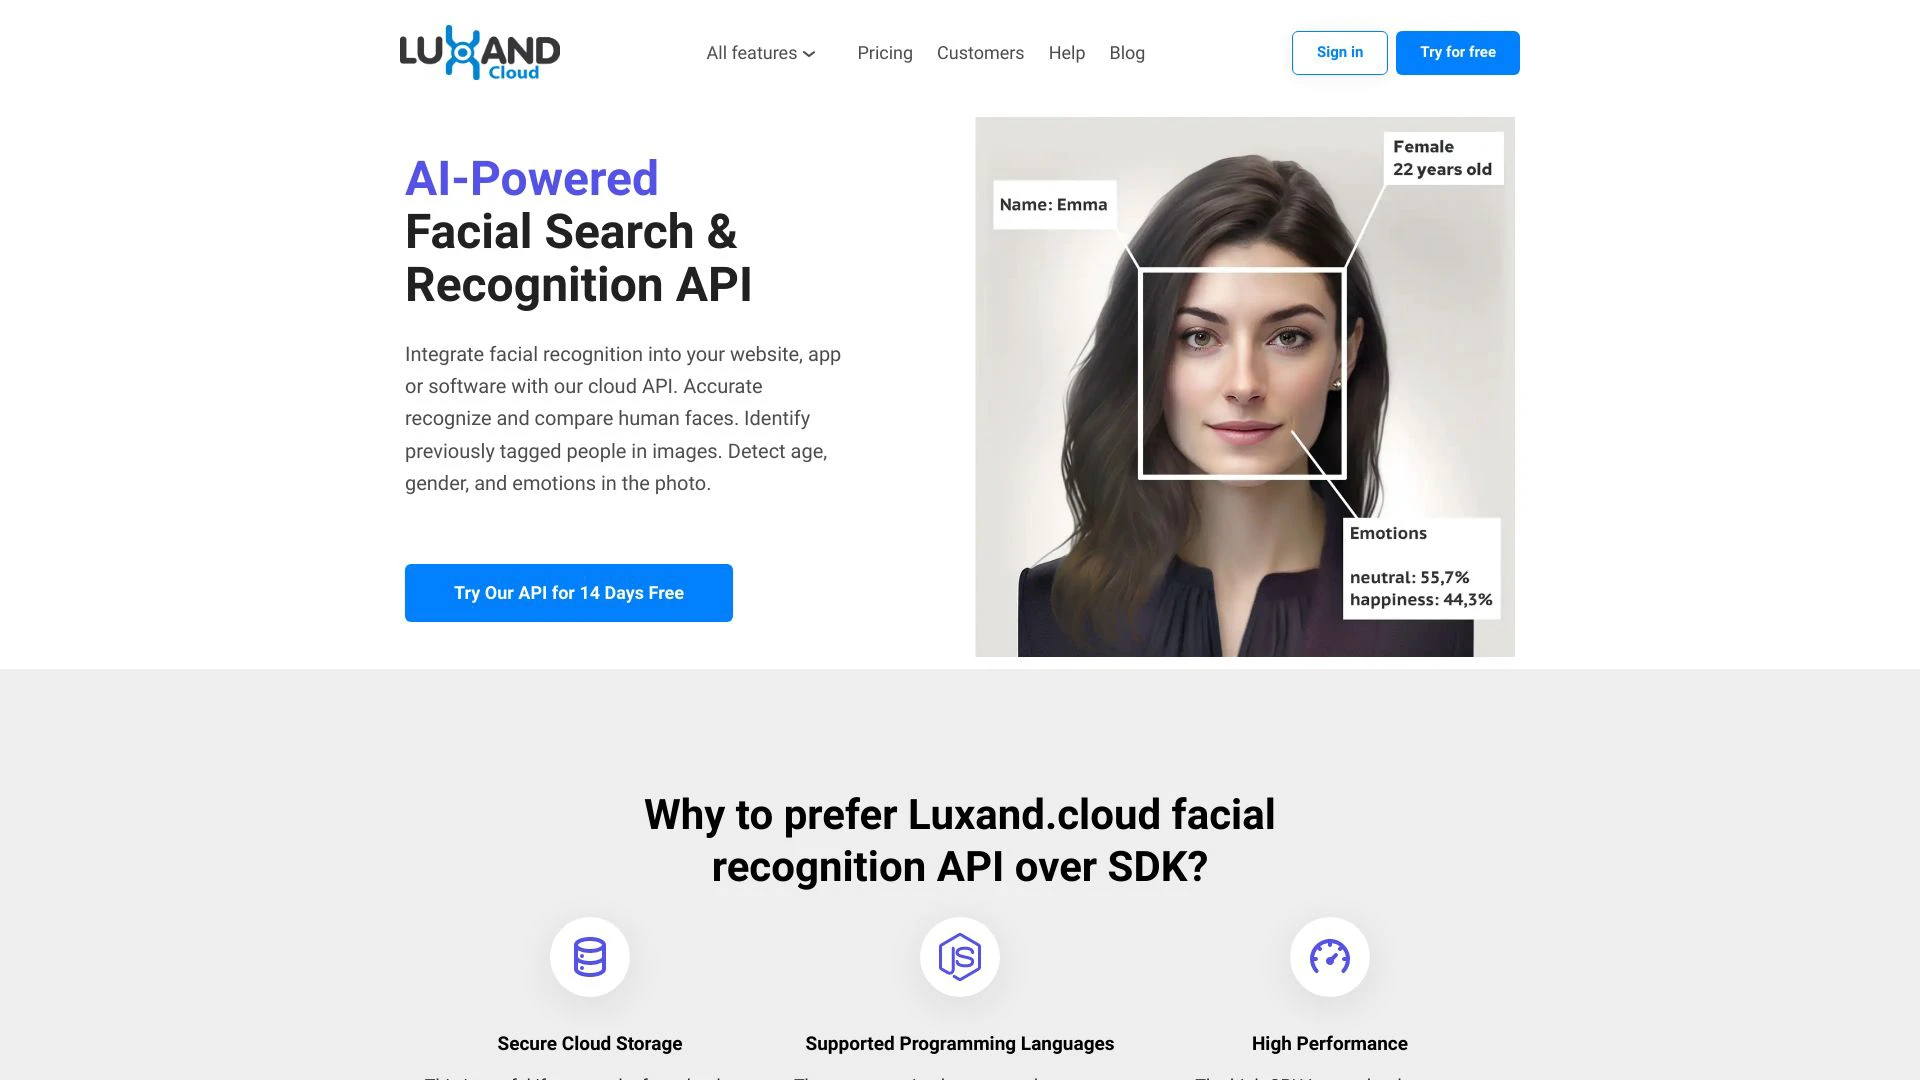 LUXAND
Cloud
All features
Pricing
Customers
Help
Blog
Sign in
Try for free
AI-Powered
Facial Search &
Recognition API
Integrate facial recognition into your website, app
or software with our cloud API. Accurate
recognize and compare human faces. Identify
previously tagged people in images. Detect age,
gender, and emotions in the photo.
Try Our API for 14 Days Free
Name: Emma
Female
22 years old
Emotions
neutral: 55,7%
happiness: 44,3%
Why to prefer Luxand.cloud facial
recognition API over SDK?
JS
Secure Cloud Storage
Supported Programming Languages
High Performance